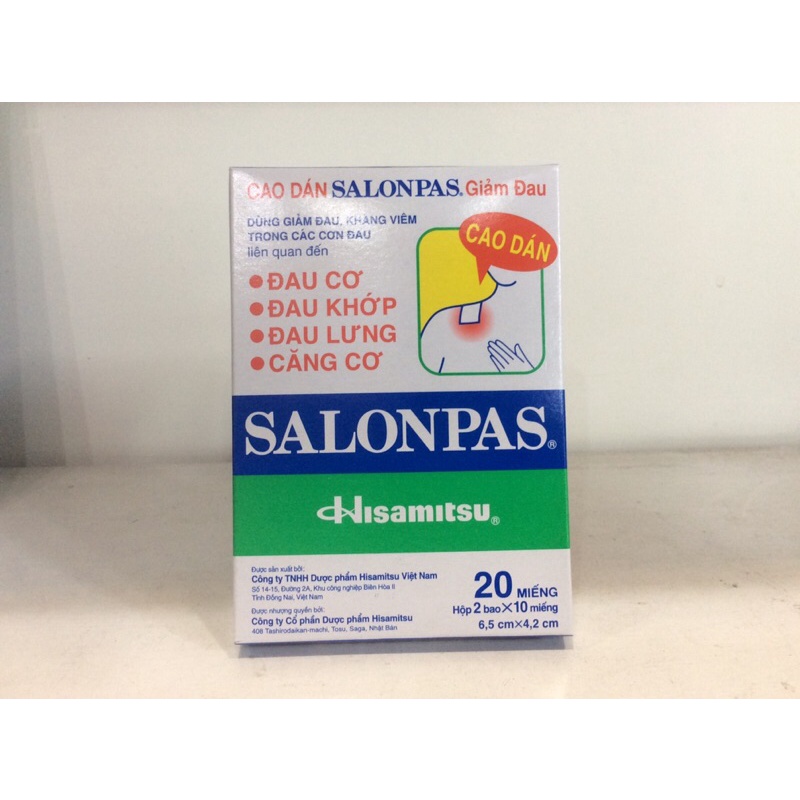 CAO DÁN SALONPAS® Giảm Đau
DÙNG GIẢM ĐAU, KHÁNG VIÊM
TRONG CÁC CƠN ĐAU
liên quan đến
CAO DÁN
• ĐAU CƠ
• ĐAU KHỚP
• ĐAU LƯNG
• CĂNG CƠ
SALONPAS®
Hisamitsu®
Được sản xuất bởi:
Công ty TNHH Dược phẩm Hisamitsu Việt Nam
Số 14-15, Đường 2A, Khu công nghiệp Biên Hòa II
Tỉnh Đồng Nai, Việt Nam
Được nhượng quyền bởi:
Công ty Cổ phần Dược phẩm Hisamitsu
408 Tashirodaikan-machi, Tosu, Saga, Nhật Bản
20 MIẾNG
Hộp 2 bao×10 miếng
6,5 cm×4,2 cm